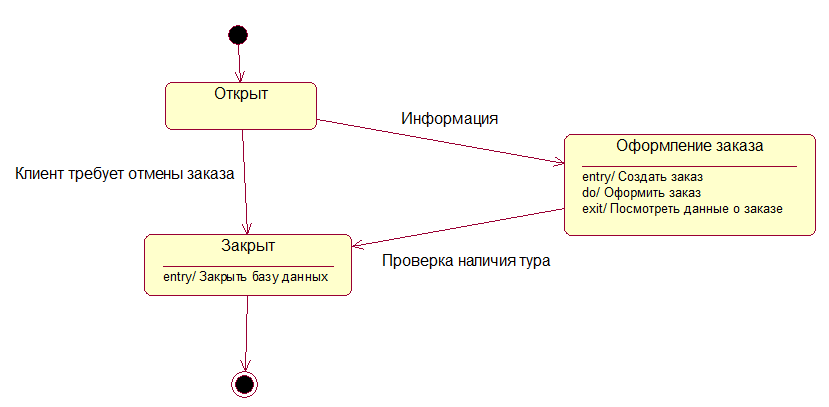 Открыт
Информация
Оформление заказа
entry/ Создать заказ
do/ Оформить заказ
exit/ Посмотреть данные о заказе
Клиент требует отмены заказа
Закрыт
entry/ Закрыть базу данных
Проверка наличия тура